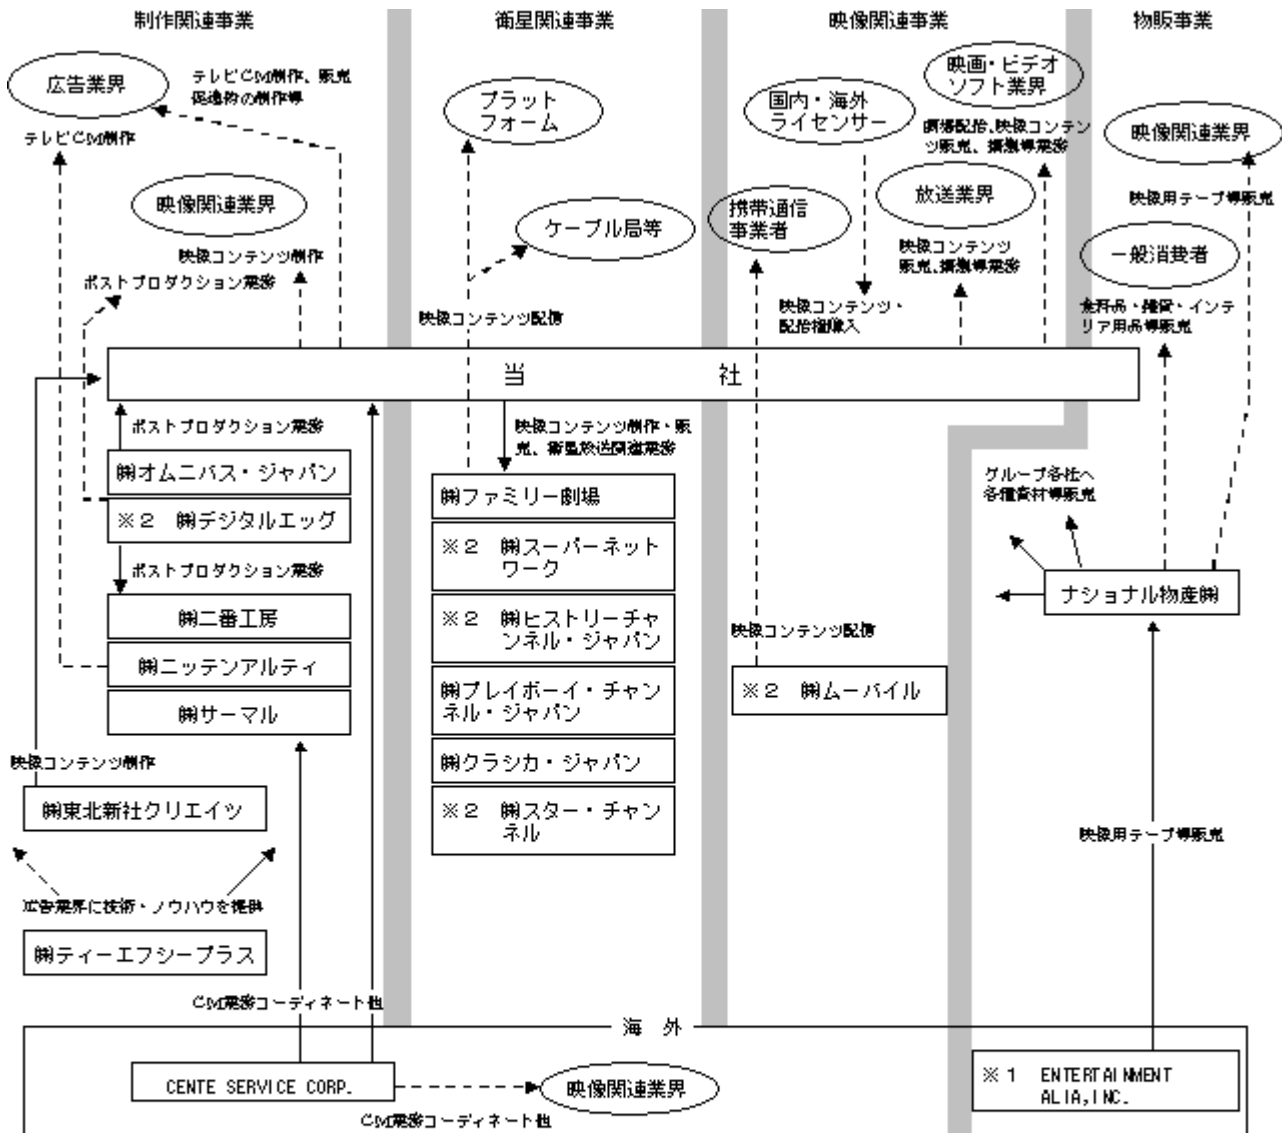 制作関連事業
衛星関連事業
映像関連事業
物販事業
広告業界
テレビCM制作、販売
促進物の制作等
テレビCM制作
映像関連業界
映像コンテンツ制作
ポストプロダクション業務
プラット
フォーム
ケーブル局等
映像コンテンツ配信
国内・海外
ライセンサー
映画・ビデオ
ソフト業界
劇場配給、映像コンテン
ツ販売、撮影等業務
携帯通信
事業者
放送業界
映像コンテンツ
販売、撮影等業務
映像コンテンツ・
配給権購入
映像関連業界
映像用テープ等販売
一般消費者
食料品・雑貨・インテ
リア用品等販売
当 社
ポストプロダクション業務
㈱オムニバス・ジャパン
※2 ㈱デジタルエッグ
ポストプロダクション業務
㈱二番工房
㈱ニッテンアルティ
㈱サーマル
映像コンテンツ制作
㈱東北新社クリエイツ
広告業界に技術・ノウハウを提供
㈱ティーエフシープラス
CM業務コーディネート他
映像コンテンツ制作・販
売、衛星放送関連業務
㈱ファミリー劇場
※2 ㈱スーパーネット
ワーク
※2 ㈱ヒストリーチャ
ンネル・ジャパン
㈱プレイボーイ・チャン
ネル・ジャパン
㈱クラシカ・ジャパン
※2 ㈱スター・チャン
ネル
映像コンテンツ配信
※2 ㈱ムーバイル
グループ各社へ
各種資材等販売
ナショナル物産㈱
映像用テープ等販売
海 外
CENTE SERVICE CORP.
CM業務コーディネート他
映像関連業界
※1 ENTERTAINMENT
ALIA,INC.